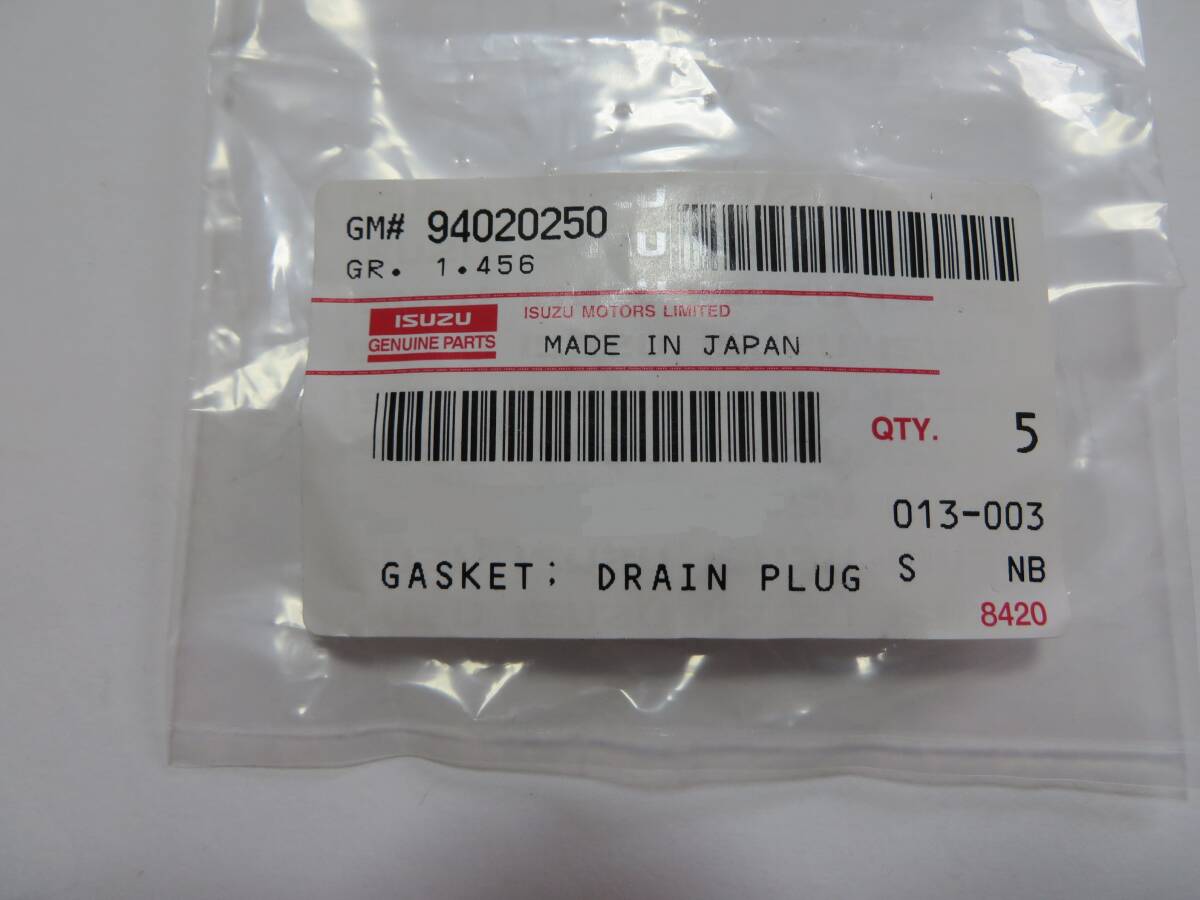 GM# 94020250
GR. 1.456
ISUZU
GENUINE PARTS
ISUZU MOTORS LIMITED
MADE IN JAPAN
QTY. 5
013-003
GASKET; DRAIN PLUG S NB
8420